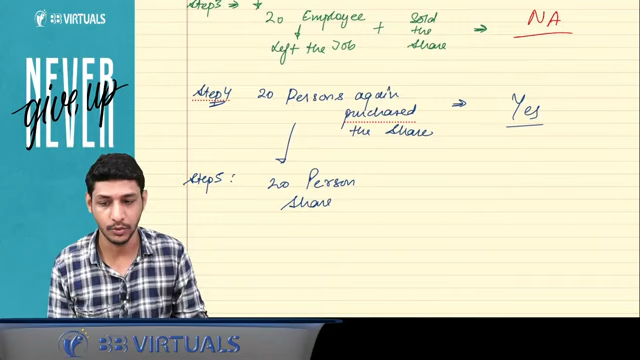 BB VIRTUALS
NEVER
give up
NEVER
Step3 ⇒
20 Employee + Sold
the
Share ⇒ NA
Left the Job
Step4 20 Persons again
purchased
the Share ⇒ Yes
Step5 : 20 Person
Share
BB VIRTUALS